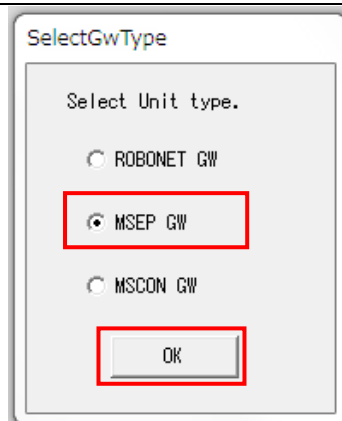 SelectGwType
Select Unit type.
ROBONET GW
MSEP GW
MSCON GW
OK